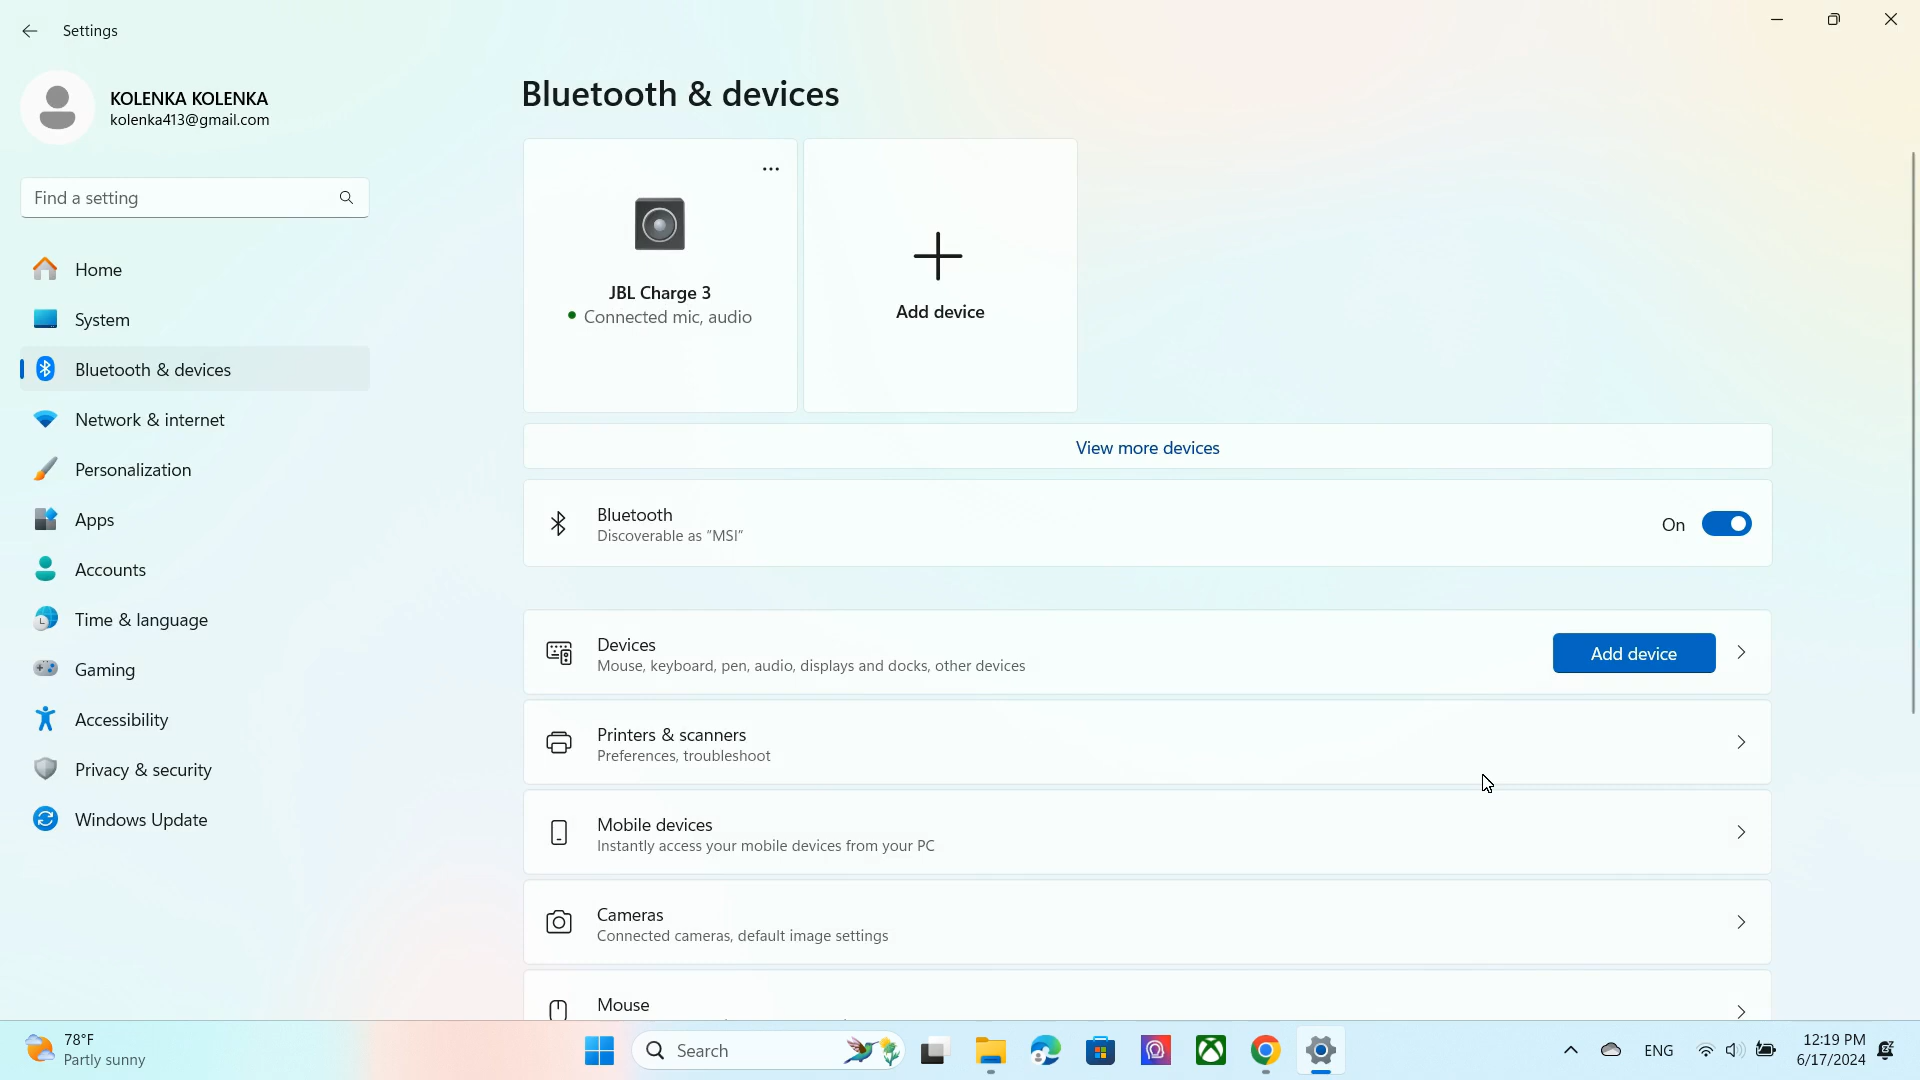 Settings
KOLENKA KOLENKA
kolenka413@gmail.com
Find a setting
Home
System
Bluetooth & devices
Network & internet
Personalization
Apps
Accounts
Time & language
Gaming
Accessibility
Privacy & security
Windows Update
Bluetooth & devices
JBL Charge 3
Connected mic, audio
Add device
View more devices
Bluetooth
Discoverable as "MSI"
On
Devices
Mouse, keyboard, pen, audio, displays and docks, other devices
Add device
Printers & scanners
Preferences, troubleshoot
Mobile devices
Instantly access your mobile devices from your PC
Cameras
Connected cameras, default image settings
Mouse
78°F
Partly sunny
Search
ENG
12:19 PM
6/17/2024